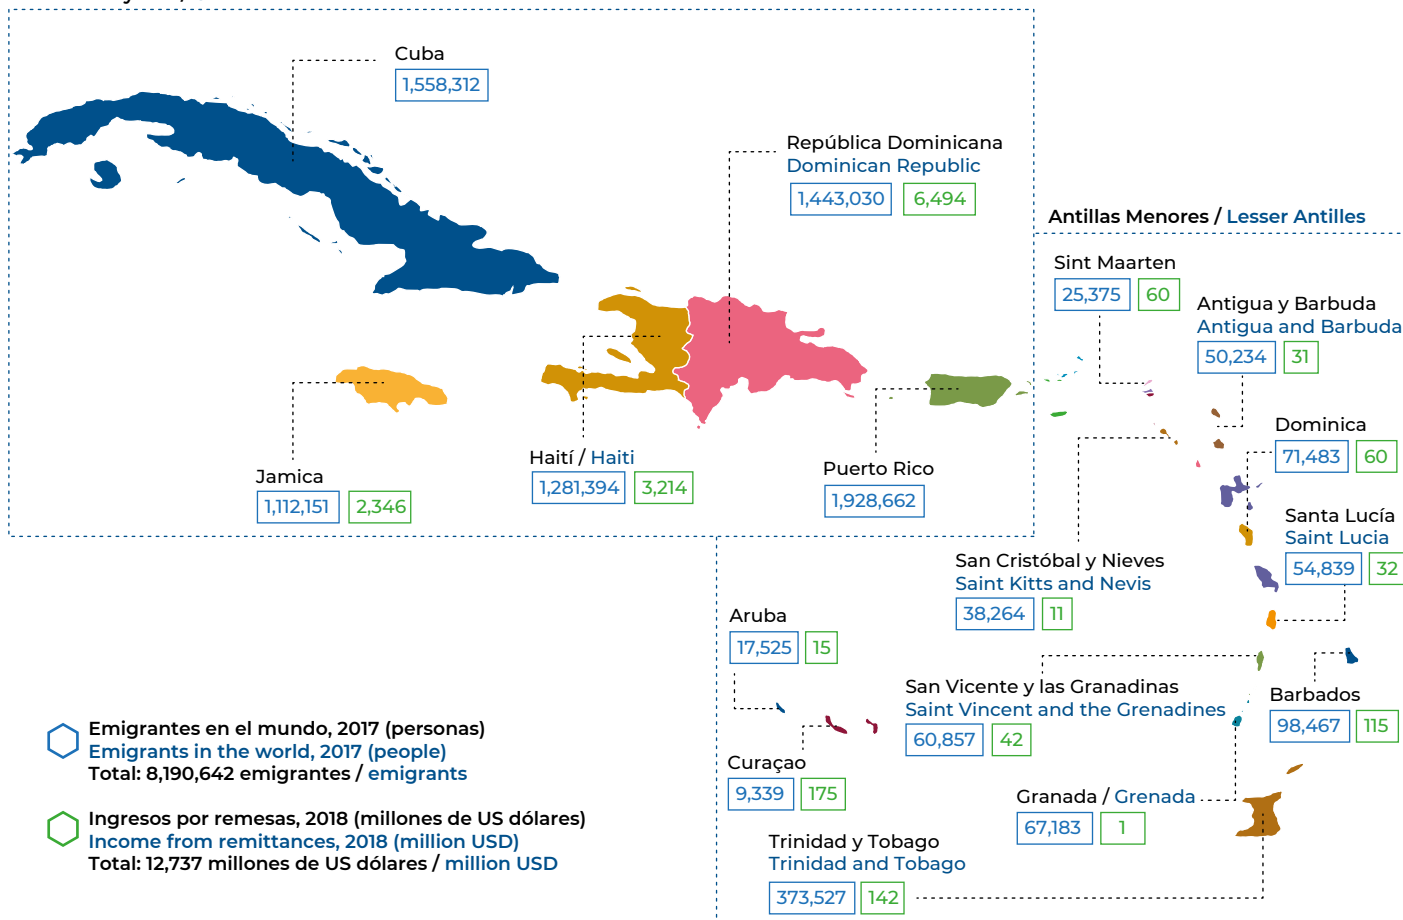 Cuba
1,558,312
República Dominicana
Dominican Republic
1,443,030 6,494
Jamica
1,112,151 2,346
Haití / Haiti
1,281,394 3,214
Puerto Rico
1,928,662
Antillas Menores / Lesser Antilles
Sint Maarten
25,375 60
Antigua y Barbuda
Antigua and Barbuda
50,234 31
Dominica
71,483 60
Santa Lucía
Saint Lucia
54,839 32
San Cristóbal y Nieves
Saint Kitts and Nevis
38,264 11
Aruba
17,525 15
San Vicente y las Granadinas
Saint Vincent and the Grenadines
60,857 42
Barbados
98,467 115
Curaçao
9,339 175
Granada / Grenada
67,183 1
Trinidad y Tobago
Trinidad and Tobago
373,527 142
Emigrantes en el mundo, 2017 (personas)
Emigrants in the world, 2017 (people)
Total: 8,190,642 emigrantes / emigrants
Ingresos por remesas, 2018 (millones de US dólares)
Income from remittances, 2018 (million USD)
Total: 12,737 millones de US dólares / million USD